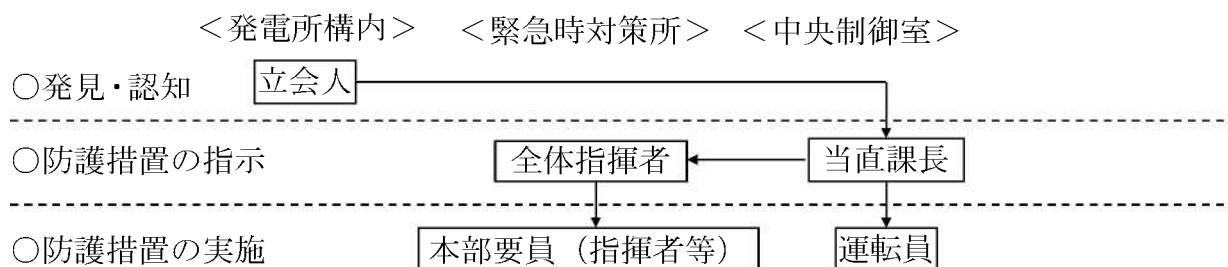 <発電所構内> <緊急時対策所> <中央制御室>
○発見・認知 立会人
○防護措置の指示 全体指揮者 当直課長
○防護措置の実施 本部要員(指揮者等) 運転員